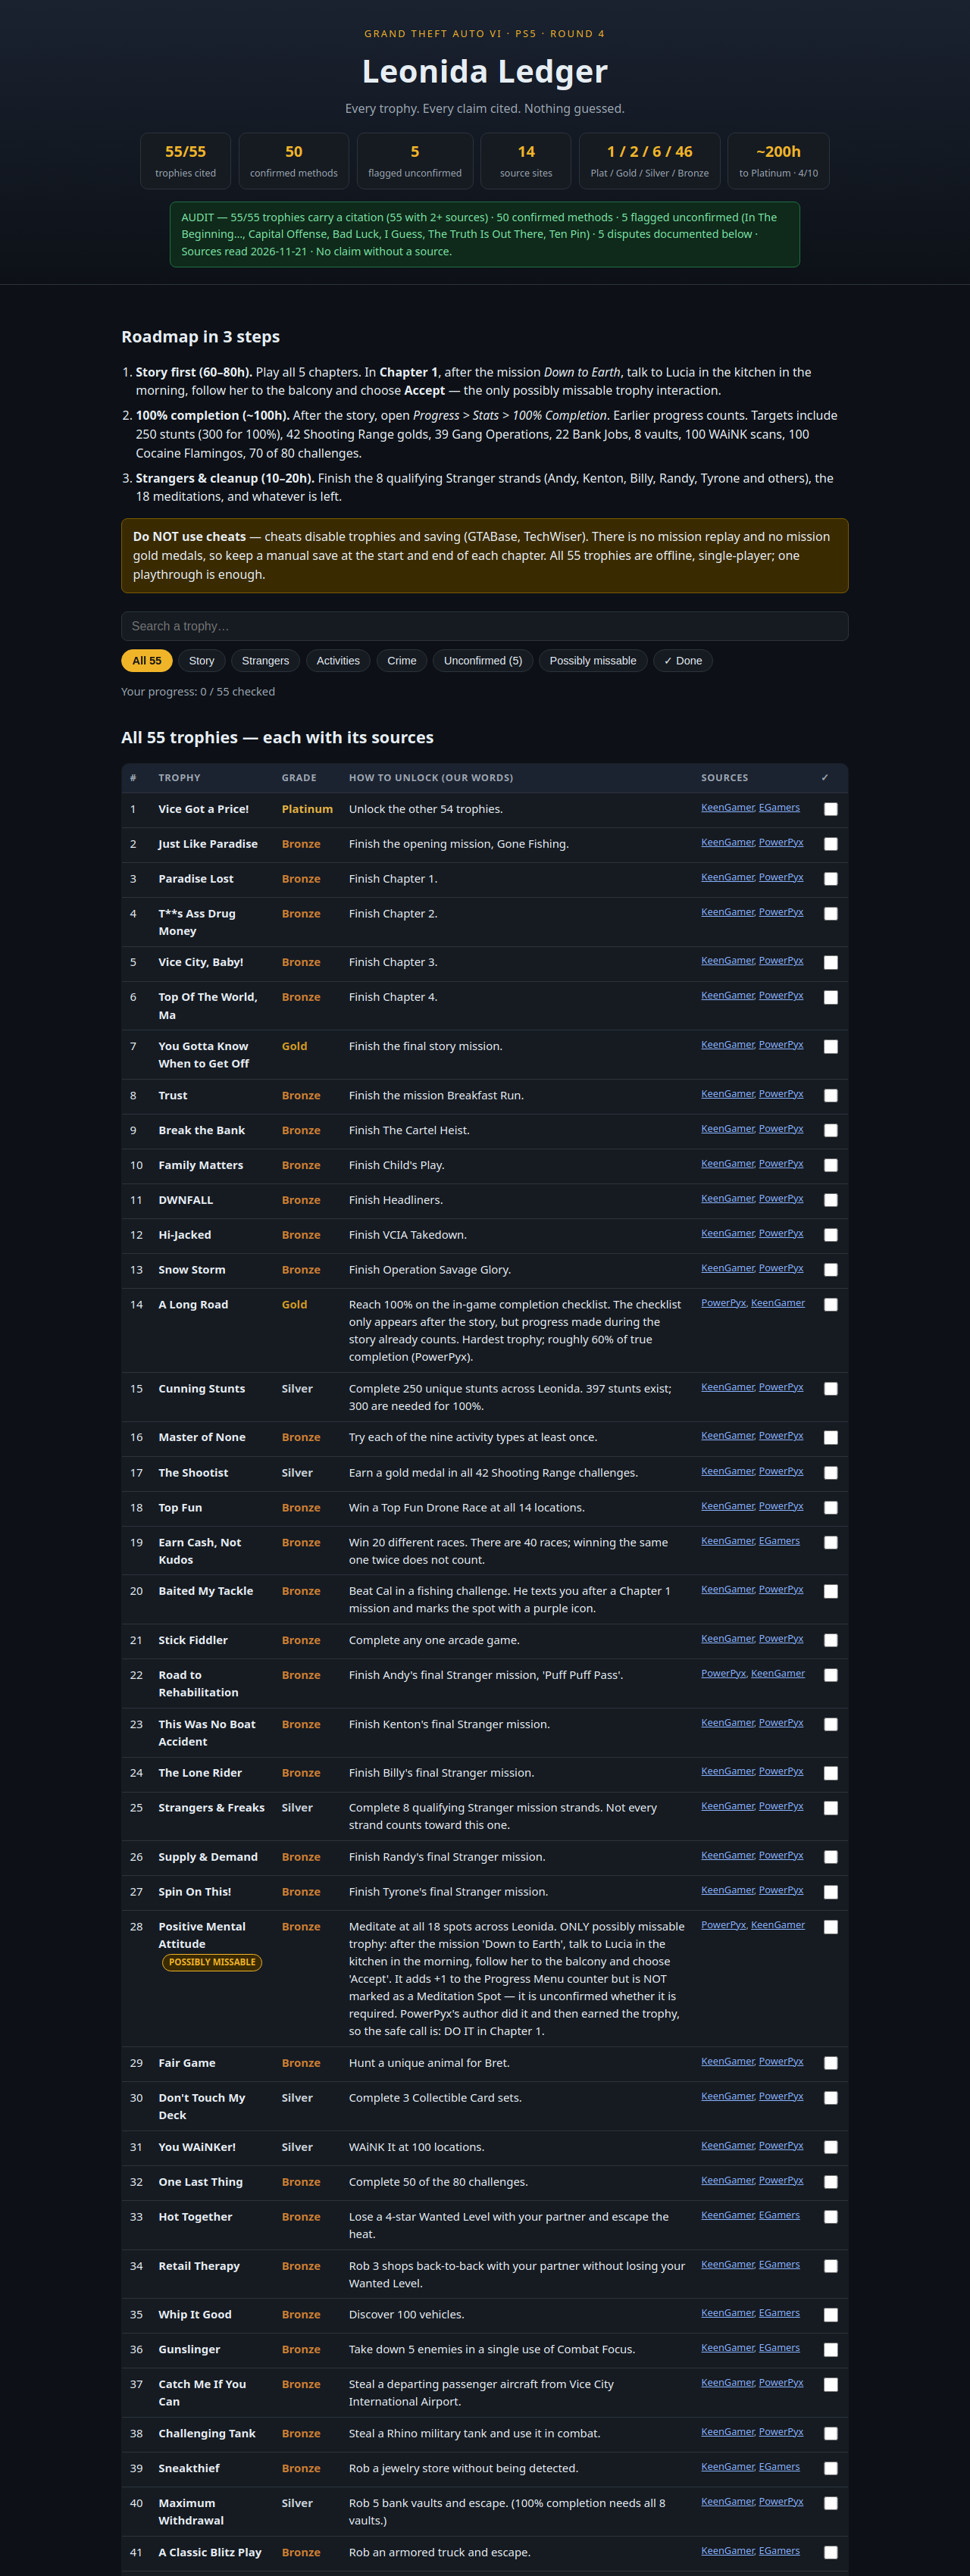 GRAND THEFT AUTO VI · PS5 · ROUND 4
Leonida Ledger
Every trophy. Every claim cited. Nothing guessed.
55/55
trophies cited
50
confirmed methods
5
flagged unconfirmed
14
source sites
1 / 2 / 6 / 46
Plat / Gold / Silver / Bronze
~200h
to Platinum · 4/10
AUDIT — 55/55 trophies carry a citation (55 with 2+ sources) · 50 confirmed methods · 5 flagged unconfirmed (In The
Beginning..., Capital Offense, Bad Luck, I Guess, The Truth Is Out There, Ten Pin) · 5 disputes documented below ·
Sources read 2026-11-21 · No claim without a source.
Roadmap in 3 steps
1. Story first (60–80h). Play all 5 chapters. In Chapter 1, after the mission Down to Earth, talk to Lucia in the kitchen in the
morning, follow her to the balcony and choose Accept — the only possibly missable trophy interaction.
2. 100% completion (~100h). After the story, open Progress > Stats > 100% Completion. Earlier progress counts. Targets include
250 stunts (300 for 100%), 42 Shooting Range golds, 39 Gang Operations, 22 Bank Jobs, 8 vaults, 100 WAiNK scans, 100
Cocaine Flamingos, 70 of 80 challenges.
3. Strangers & cleanup (10–20h). Finish the 8 qualifying Stranger strands (Andy, Kenton, Billy, Randy, Tyrone and others), the
18 meditations, and whatever is left.
Do NOT use cheats — cheats disable trophies and saving (GTABase, TechWiser). There is no mission replay and no mission
gold medals, so keep a manual save at the start and end of each chapter. All 55 trophies are offline, single-player; one
playthrough is enough.
Search a trophy…
All 55 Story Strangers Activities Crime Unconfirmed (5) Possibly missable ✓ Done
Your progress: 0 / 55 checked
All 55 trophies — each with its sources
# TROPHY GRADE HOW TO UNLOCK (OUR WORDS) SOURCES ✓
1 Vice Got a Price! Platinum Unlock the other 54 trophies. KeenGamer, EGamers
2 Just Like Paradise Bronze Finish the opening mission, Gone Fishing. KeenGamer, PowerPyx
3 Paradise Lost Bronze Finish Chapter 1. KeenGamer, PowerPyx
4 T**s Ass Drug Bronze Finish Chapter 2. KeenGamer, PowerPyx
Money
5 Vice City, Baby! Bronze Finish Chapter 3. KeenGamer, PowerPyx
6 Top Of The World, Bronze Finish Chapter 4. KeenGamer, PowerPyx
Ma
7 You Gotta Know Gold Finish the final story mission. KeenGamer, PowerPyx
When to Get Off
8 Trust Bronze Finish the mission Breakfast Run. KeenGamer, PowerPyx
9 Break the Bank Bronze Finish The Cartel Heist. KeenGamer, PowerPyx
10 Family Matters Bronze Finish Child's Play. KeenGamer, PowerPyx
11 DWNFALL Bronze Finish Headliners. KeenGamer, PowerPyx
12 Hi-Jacked Bronze Finish VCIA Takedown. KeenGamer, PowerPyx
13 Snow Storm Bronze Finish Operation Savage Glory. KeenGamer, PowerPyx
14 A Long Road Gold Reach 100% on the in-game completion checklist. The checklist PowerPyx, KeenGamer
only appears after the story, but progress made during the
story already counts. Hardest trophy; roughly 60% of true
completion (PowerPyx).
15 Cunning Stunts Silver Complete 250 unique stunts across Leonida. 397 stunts exist; KeenGamer, PowerPyx
300 are needed for 100%.
16 Master of None Bronze Try each of the nine activity types at least once. KeenGamer, PowerPyx
17 The Shootist Silver Earn a gold medal in all 42 Shooting Range challenges. KeenGamer, PowerPyx
18 Top Fun Bronze Win a Top Fun Drone Race at all 14 locations. KeenGamer, PowerPyx
19 Earn Cash, Not Bronze Win 20 different races. There are 40 races; winning the same KeenGamer, EGamers
Kudos one twice does not count.
20 Baited My Tackle Bronze Beat Cal in a fishing challenge. He texts you after a Chapter 1 KeenGamer, PowerPyx
mission and marks the spot with a purple icon.
21 Stick Fiddler Bronze Complete any one arcade game. KeenGamer, PowerPyx
22 Road to Bronze Finish Andy's final Stranger mission, 'Puff Puff Pass'. PowerPyx, KeenGamer
Rehabilitation
23 This Was No Boat Bronze Finish Kenton's final Stranger mission. KeenGamer, PowerPyx
Accident
24 The Lone Rider Bronze Finish Billy's final Stranger mission. KeenGamer, PowerPyx
25 Strangers & Freaks Silver Complete 8 qualifying Stranger mission strands. Not every KeenGamer, PowerPyx
strand counts toward this one.
26 Supply & Demand Bronze Finish Randy's final Stranger mission. KeenGamer, PowerPyx
27 Spin On This! Bronze Finish Tyrone's final Stranger mission. KeenGamer, PowerPyx
28 Positive Mental Bronze Meditate at all 18 spots across Leonida. ONLY possibly missable PowerPyx, KeenGamer
Attitude trophy: after the mission 'Down to Earth', talk to Lucia in the
POSSIBLY MISSABLE kitchen in the morning, follow her to the balcony and choose
'Accept'. It adds +1 to the Progress Menu counter but is NOT
marked as a Meditation Spot — it is unconfirmed whether it is
required. PowerPyx's author did it and then earned the trophy,
so the safe call is: DO IT in Chapter 1.
29 Fair Game Bronze Hunt a unique animal for Bret. KeenGamer, PowerPyx
30 Don't Touch My Silver Complete 3 Collectible Card sets. KeenGamer, PowerPyx
Deck
31 You WAiNKer! Silver WAiNK It at 100 locations. KeenGamer, PowerPyx
32 One Last Thing Bronze Complete 50 of the 80 challenges. KeenGamer, PowerPyx
33 Hot Together Bronze Lose a 4-star Wanted Level with your partner and escape the KeenGamer, EGamers
heat.
34 Retail Therapy Bronze Rob 3 shops back-to-back with your partner without losing your KeenGamer, EGamers
Wanted Level.
35 Whip It Good Bronze Discover 100 vehicles. KeenGamer, EGamers
36 Gunslinger Bronze Take down 5 enemies in a single use of Combat Focus. KeenGamer, EGamers
37 Catch Me If You Bronze Steal a departing passenger aircraft from Vice City KeenGamer, PowerPyx
Can International Airport.
38 Challenging Tank Bronze Steal a Rhino military tank and use it in combat. KeenGamer, PowerPyx
39 Sneakthief Bronze Rob a jewelry store without being detected. KeenGamer, EGamers
40 Maximum Silver Rob 5 bank vaults and escape. (100% completion needs all 8 KeenGamer, PowerPyx
Withdrawal vaults.)
41 A Classic Blitz Play Bronze Rob an armored truck and escape. KeenGamer, EGamers